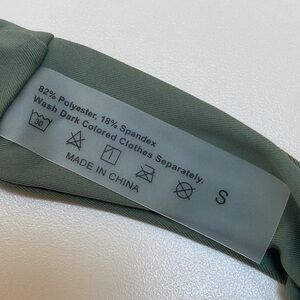 82% Polyester, 18% Spandex
Wash Dark Colored Clothes Separately.
30
MADE IN CHINA
S